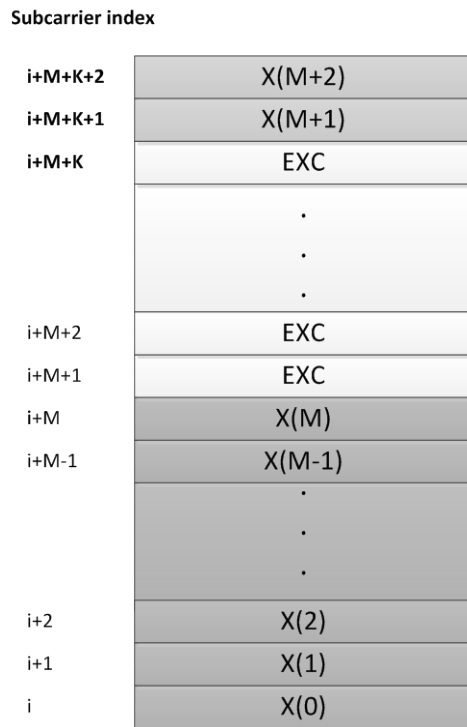 Subcarrier index
i+M+K+2 X(M+2)
i+M+K+1 X(M+1)
i+M+K EXC
.
.
.
i+M+2 EXC
i+M+1 EXC
i+M X(M)
i+M-1 X(M-1)
.
.
.
i+2 X(2)
i+1 X(1)
i X(0)